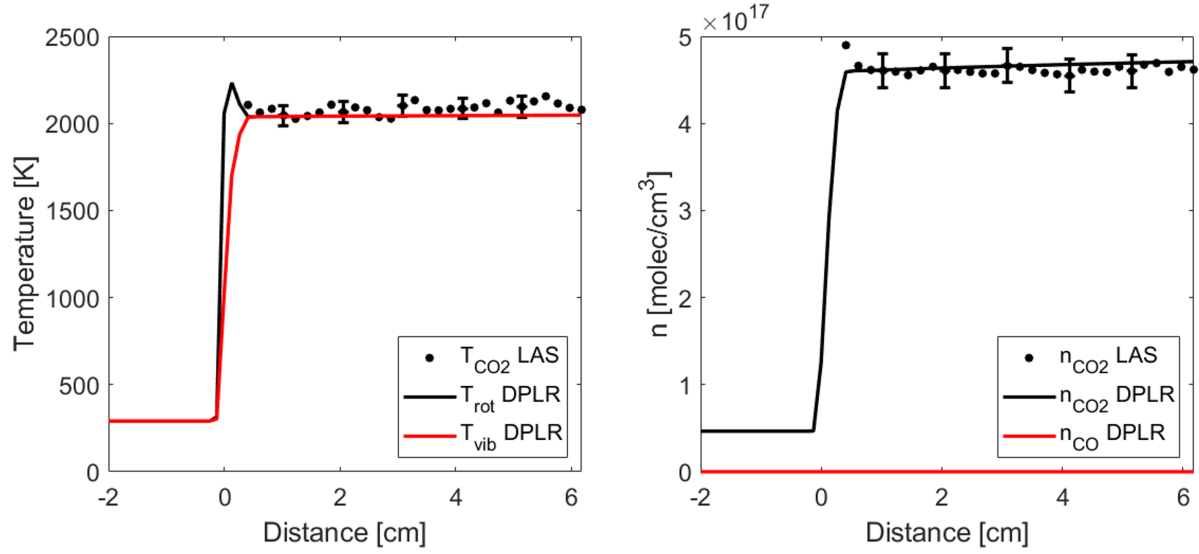 2500
2000
1500
1000
500
0
-2
0
2
4
6
Temperature [K]
Distance [cm]
T_CO2 LAS
T_rot DPLR
T_vib DPLR
×10^17
5
4
3
2
1
0
-2
0
2
4
6
n [molec/cm^3]
Distance [cm]
n_CO2 LAS
n_CO2 DPLR
n_CO DPLR